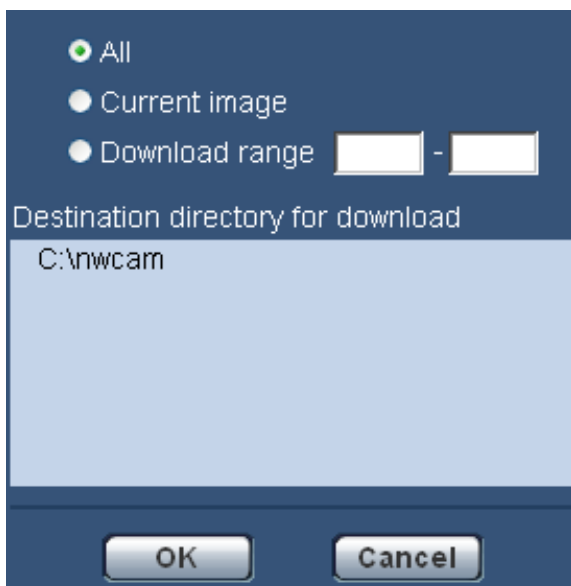 All
Current image
Download range -
Destination directory for download
C:\nwcam
OK Cancel